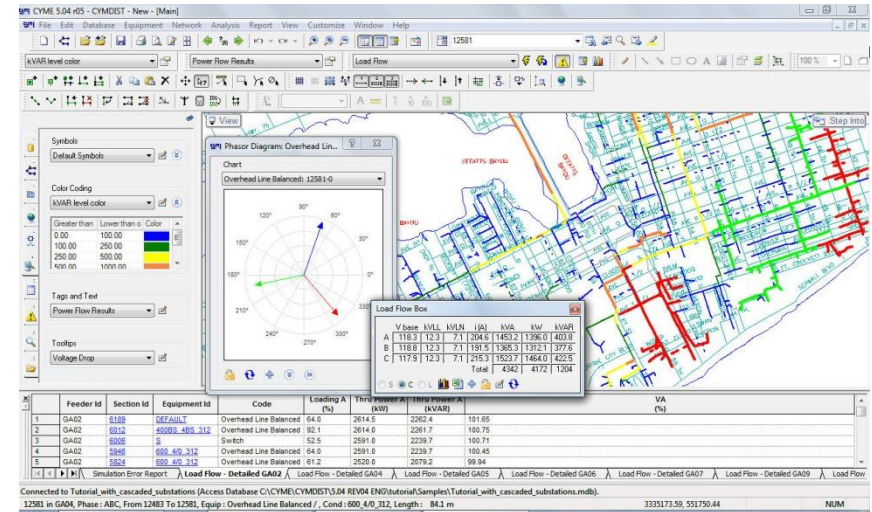 CYME 5.04 r05 - CYMDIST - New - [Main]
File Edit Database Equipment Network Analysis Report View Customize Window Help
12581
kVAR level color Power Flow Results Load Flow 100 %
View
Step Into
Symbols
Default Symbols
Color Coding
kVAR level color
Greater than Lower than o Color
0.00 100.00
100.00 250.00
250.00 500.00
500.00 1000.00
Tags and Text
Power Flow Results
Tooltips
Voltage Drop
Phasor Diagram: Overhead Lin...
Chart
Overhead Line Balanced: 12581-0
90°
120° 60°
150° 30°
180° 0°
210° 330°
240° 300°
270°
OFFATTS BAYOU
OFFATS BAYOU
BAYOU
FT. CROCKETT BLVD
SEAWALL BLVD
Load Flow Box
V base kVLL kVLN i (A) kVA kW kVAR
A 118.3 12.3 7.1 204.6 1453.2 1396.0 403.8
B 118.8 12.3 7.1 191.5 1365.3 1312.1 377.6
C 117.9 12.3 7.1 215.3 1523.7 1464.0 422.5
Total: 4342 4172 1204
S C L
Feeder Id Section Id Equipment Id Code Loading A (%) Thru Power A (kW) Thru Power A (kVAR) VA (%)
1 GA02 6189 DEFAULT Overhead Line Balanced 64.0 2614.5 2262.4 101.65
2 GA02 6012 400BS_4BS_312 Overhead Line Balanced 92.1 2614.0 2261.7 100.75
3 GA02 6006 S Switch 52.5 2591.0 2239.7 100.71
4 GA02 5946 600_4/0_312 Overhead Line Balanced 64.0 2591.0 2239.7 100.45
5 GA02 5824 600_4/0_312 Overhead Line Balanced 61.2 2520.0 2079.2 99.94
Simulation Error Report Load Flow - Detailed GA02 Load Flow - Detailed GA04 Load Flow - Detailed GA05 Load Flow - Detailed GA06 Load Flow - Detailed GA07 Load Flow - Detailed GA09 Load Flow
Connected to Tutorial_with_cascaded_substations (Access Database C:\CYME\CYMDIST\5.04 REV04 ENG\tutorial\Samples\Tutorial_with_cascaded_substations.mdb).
12581 in GA04, Phase : ABC, From 12483 To 12581, Equip : Overhead Line Balanced / , Cond : 600_4/0_312, Length : 84.1 m 3335173.59, 551750.44 NUM